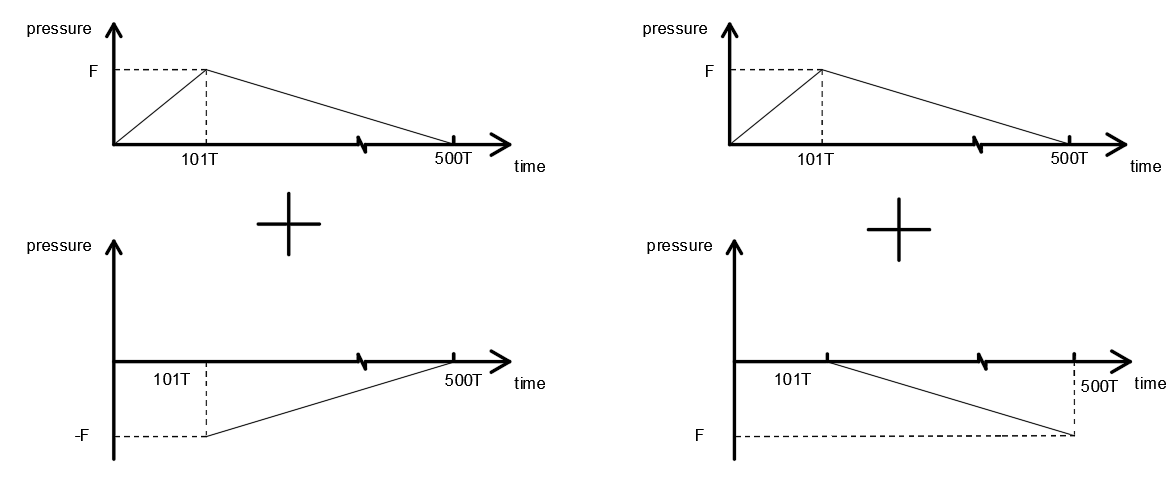 pressure
F
101T
500T
time
pressure
F
101T
500T
time
pressure
101T
500T
time
-F
pressure
101T
500T
time
F